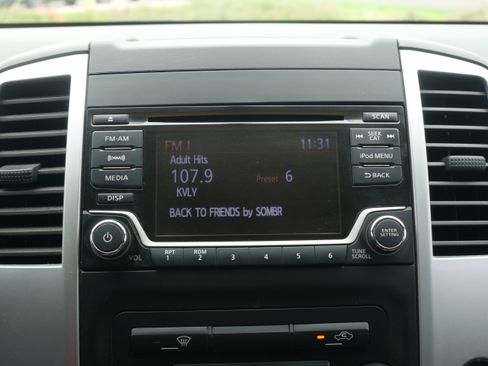 SCAN
FM-AM
MEDIA
DISP
FM 1
11:31
Adult Hits
107.9
Preset 6
KVLY
BACK TO FRIENDS by SOMBR
SEEK
CAT
iPod MENU
BACK
VOL
RPT
1
RDM
2
3
4
5
6
TUNE
SCROLL
ENTER
SETTING